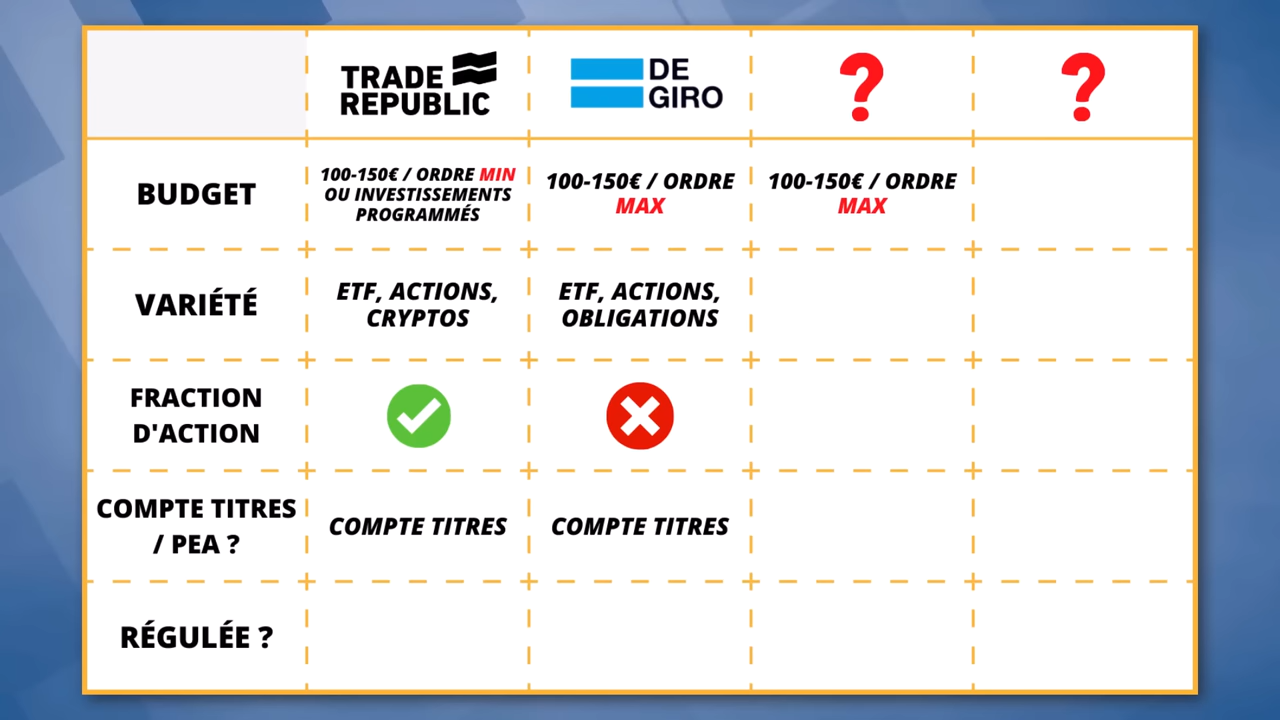 TRADE
REPUBLIC
DE
GIRO
?
?
BUDGET
100-150€ / ORDRE MIN
OU INVESTISSEMENTS
PROGRAMMÉS
100-150€ / ORDRE
MAX
100-150€ / ORDRE
MAX
VARIÉTÉ
ETF, ACTIONS,
CRYPTOS
ETF, ACTIONS,
OBLIGATIONS
FRACTION
D'ACTION
COMPTE TITRES
/ PEA ?
COMPTE TITRES
COMPTE TITRES
RÉGULÉE ?